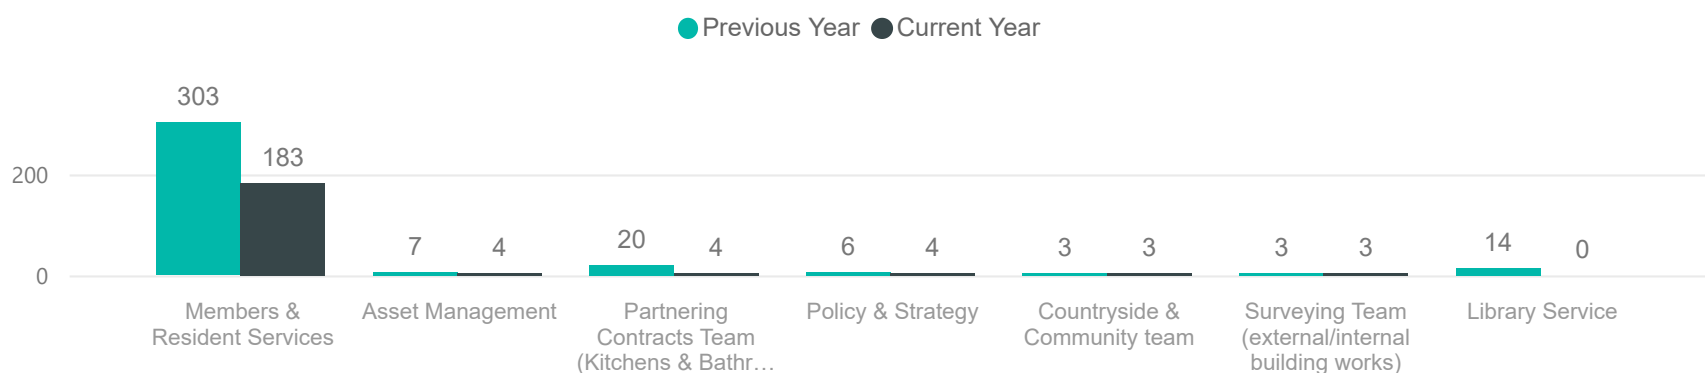 Previous Year Current Year
303
183
200
7
4
20
4
6
4
3
3
3
3
14
0
0
Members &
Resident Services
Asset Management
Partnering
Contracts Team
(Kitchens & Bathr…
Policy & Strategy
Countryside &
Community team
Surveying Team
(external/internal
building works)
Library Service